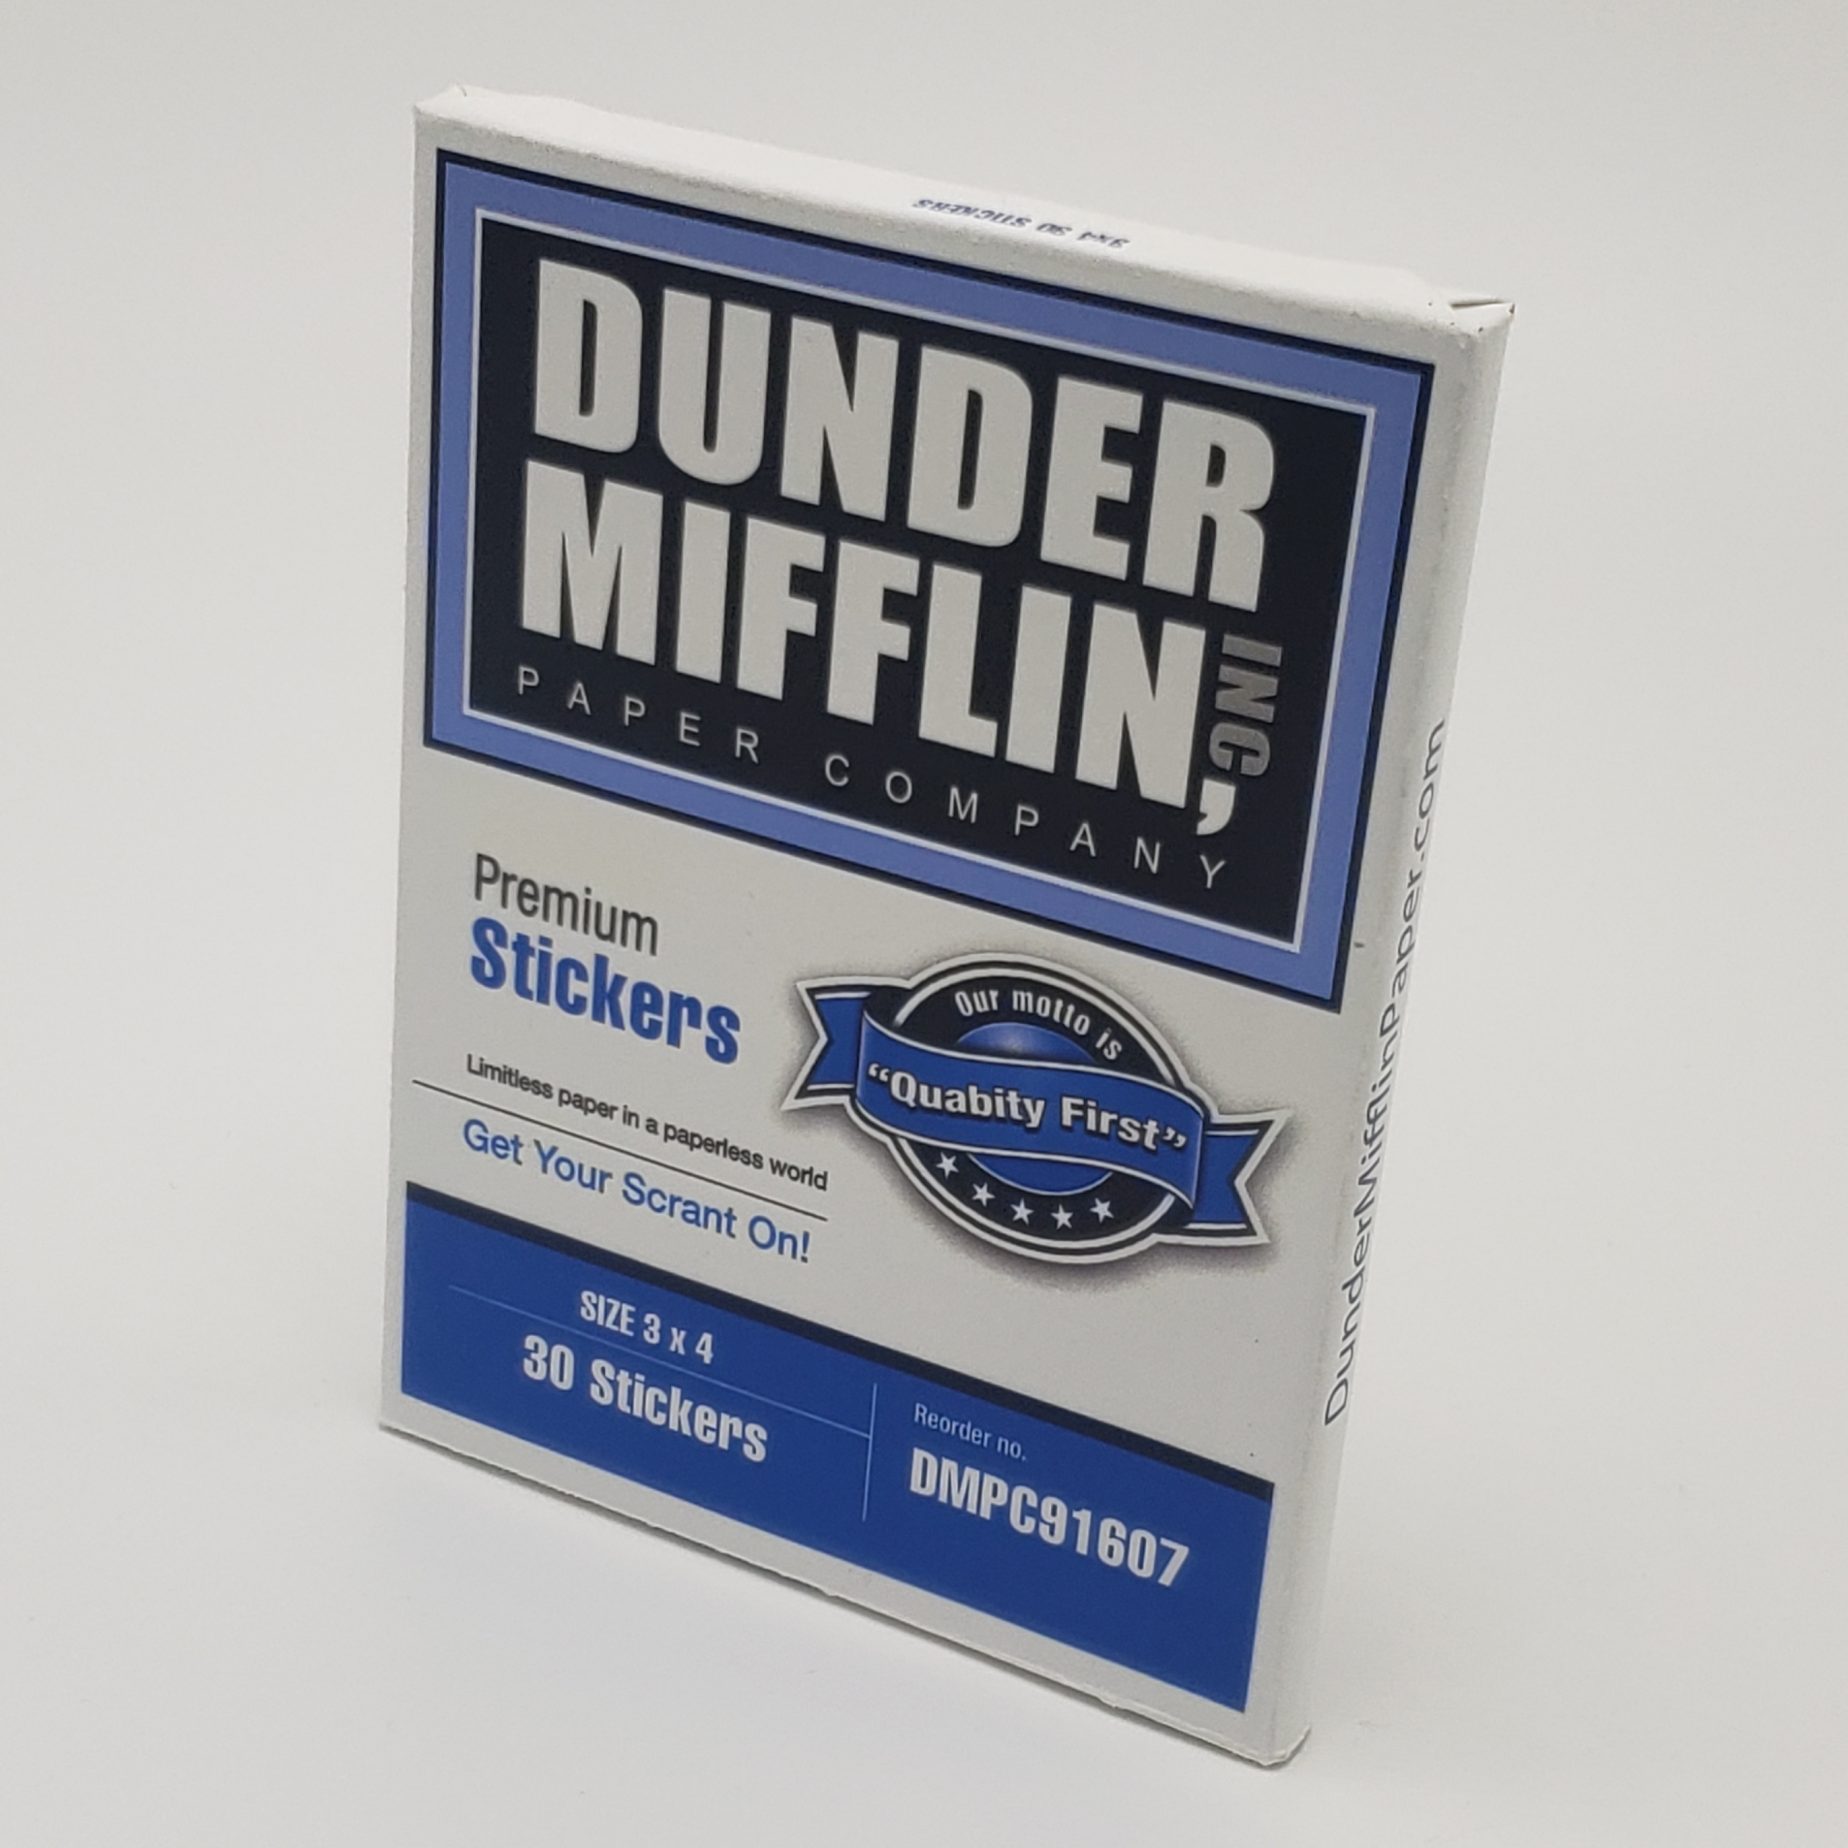 3x4 30 STICKERS
DUNDER
MIFFLIN,
INC
PAPER COMPANY
Premium
Stickers
Limitless paper in a paperless world
Get Your Scrant On!
Our motto is
“Quabity First”
SIZE 3 x 4
30 Stickers
Reorder no.
DMPC91607
DunderMifflinPaper.com